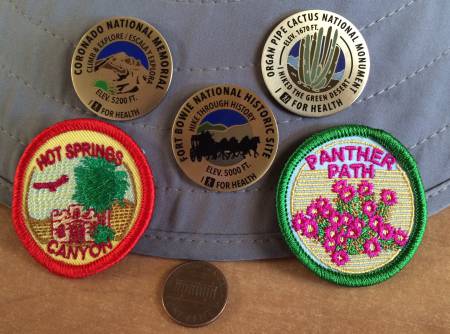 CORONADO NATIONAL MEMORIAL
CLIMB & EXPLORE / ESCALA Y EXPLORA
ELEV. 5200 FT.
I HIKE FOR HEALTH
ORGAN PIPE CACTUS NATIONAL MONUMENT
ELEV. 1670 FT.
I HIKED THE GREEN DESERT
I FOR HEALTH
FORT BOWIE NATIONAL HISTORIC SITE
HIKE THROUGH HISTORY
ELEV. 5000 FT.
I FOR HEALTH
HOT SPRINGS
CANYON
PANTHER
PATH